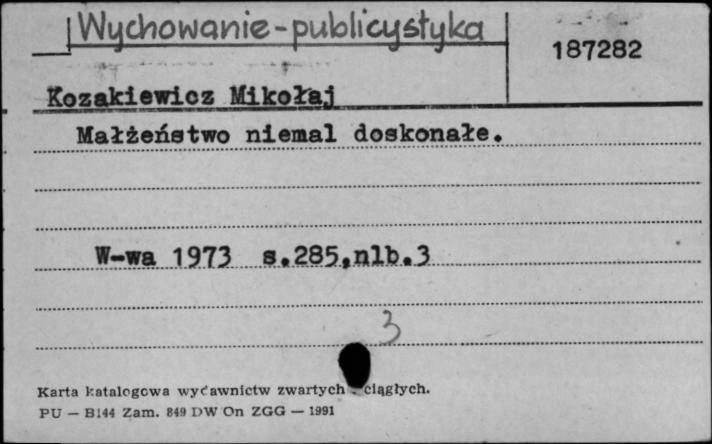 Wychowanie-publicystyka
187282
Kozakiewicz Mikołaj
Małżeństwo niemal doskonałe.
W-wa 1973 s.285,nlb.3
3
Karta katalogowa wydawnictw zwartych ciągłych.
PU — B144 Zam. 849 DW On ZGG — 1991